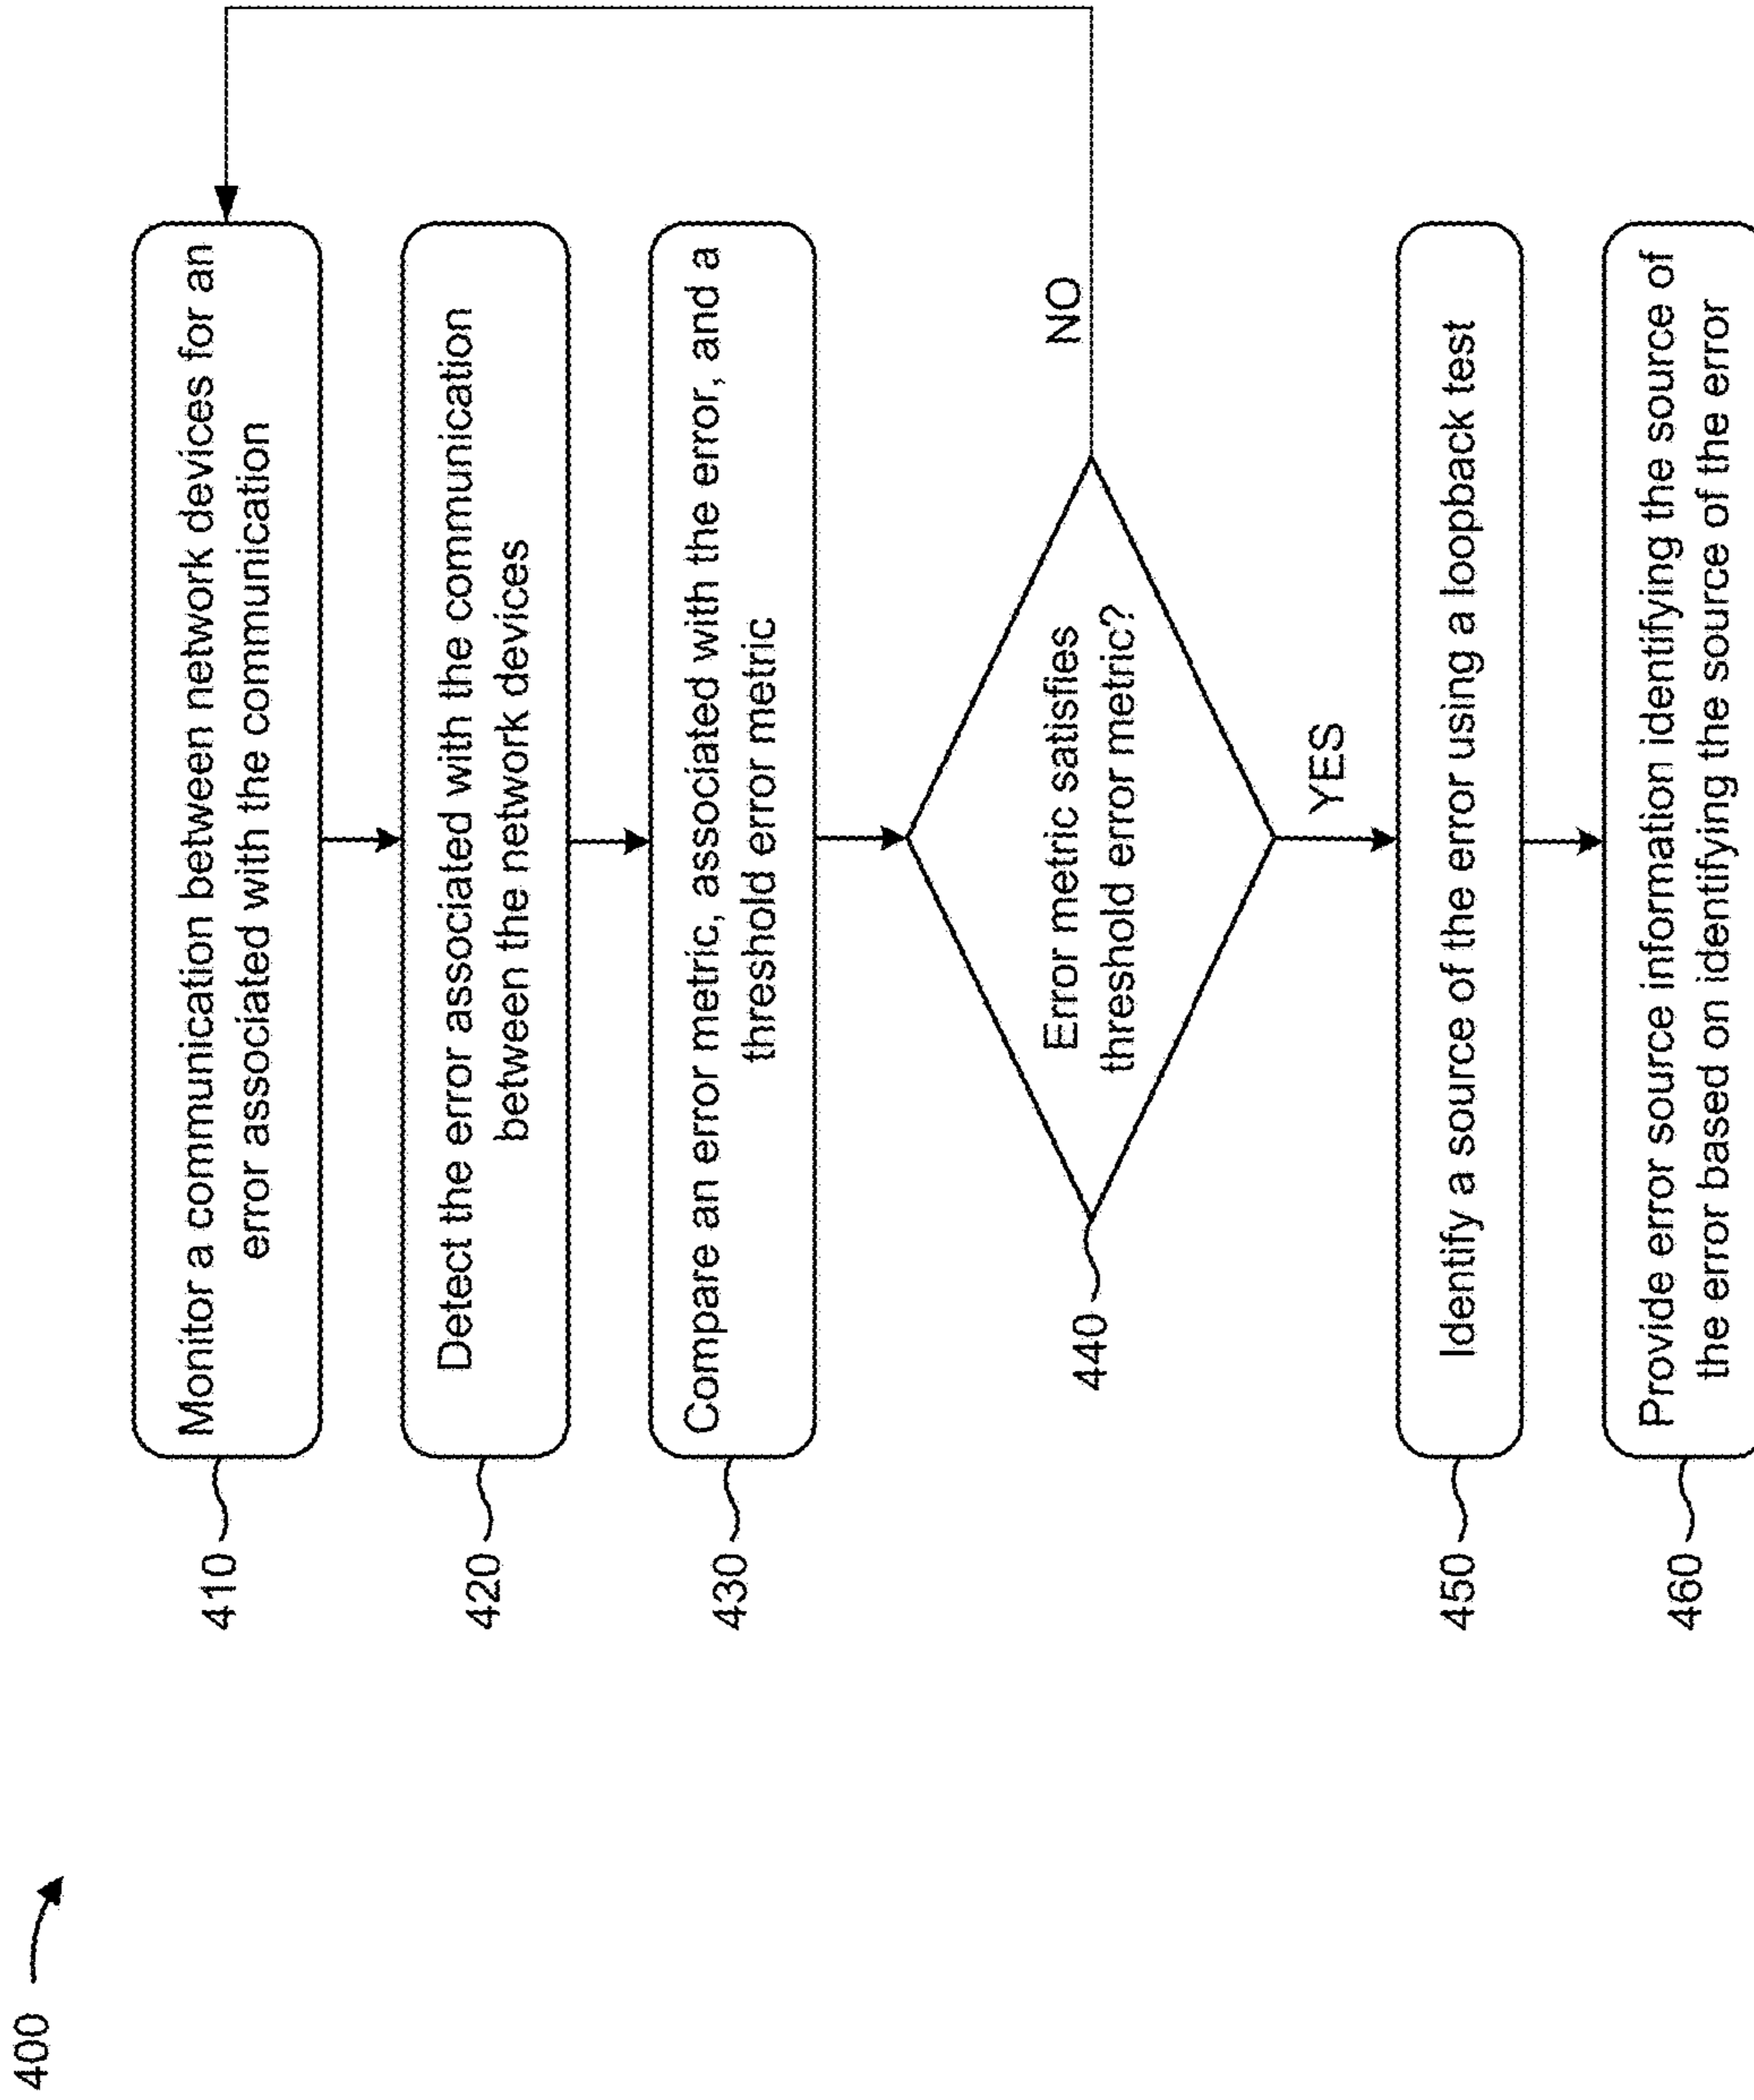 400
410
Monitor a communication between network devices for an
error associated with the communication
420
Detect the error associated with the communication
between the network devices
430
Compare an error metric, associated with the error, and a
threshold error metric
440
Error metric satisfies
threshold error metric?
NO
YES
450
Identify a source of the error using a loopback test
460
Provide error source information identifying the source of
the error based on identifying the source of the error